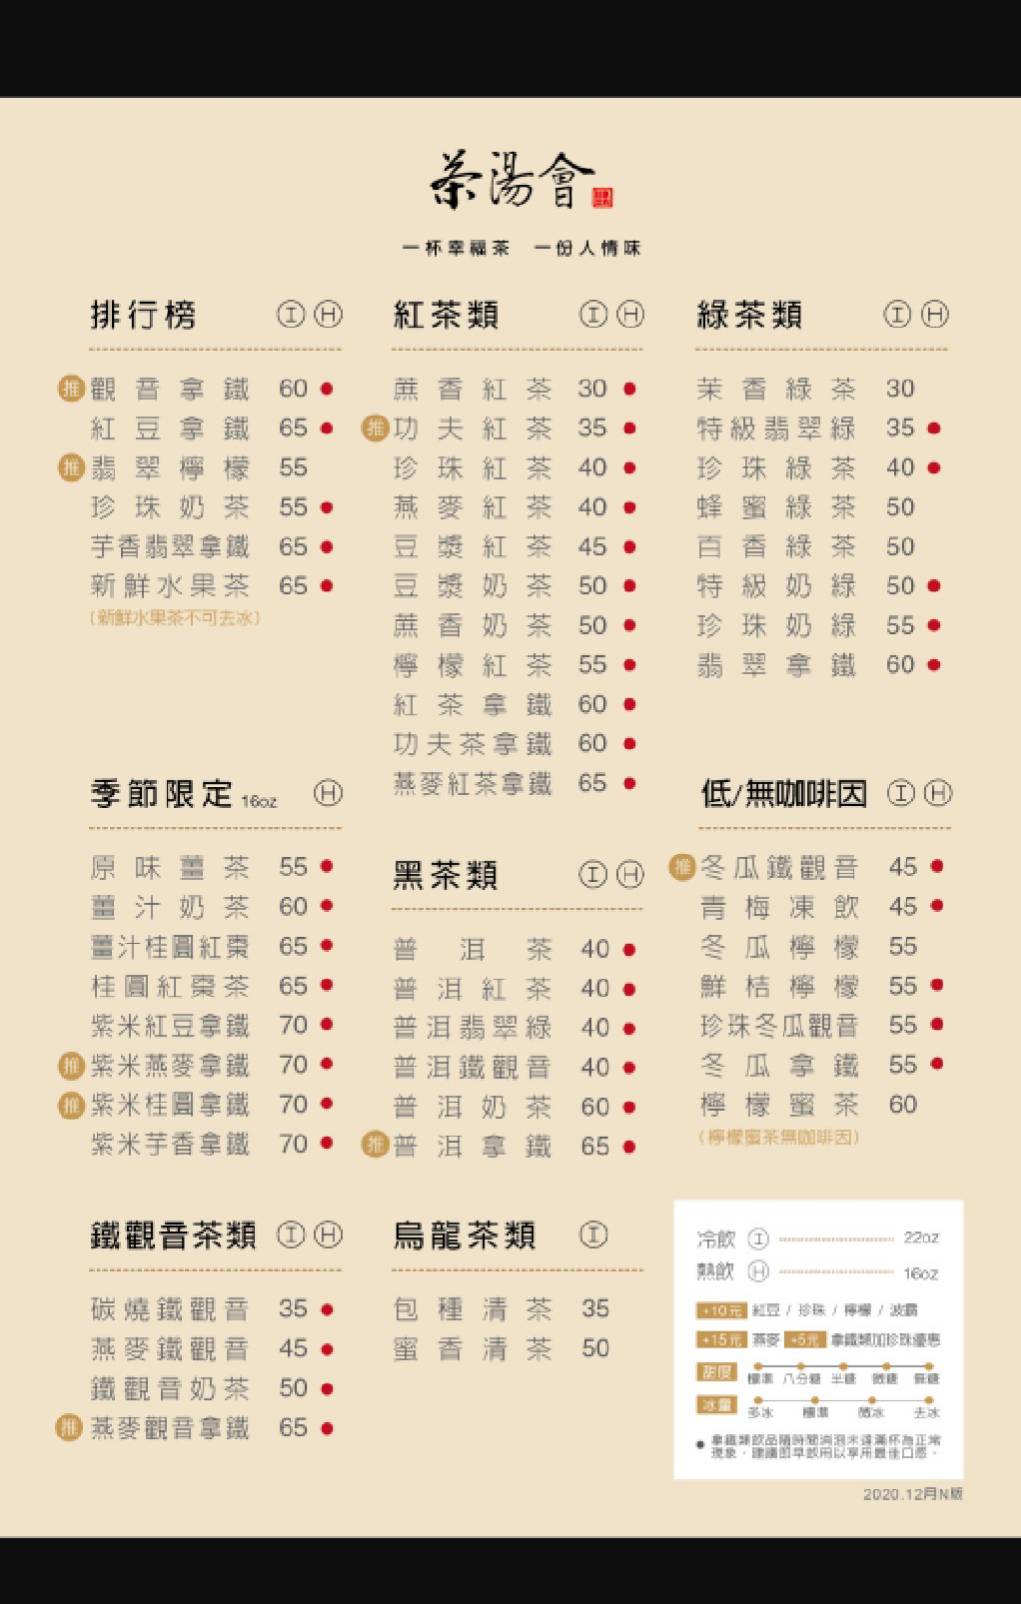 茶湯會
一杯幸福茶 一份人情味
排行榜 I H
推 觀音拿鐵 60 ●
紅豆拿鐵 65 ●
推 翡翠檸檬 55
珍珠奶茶 55 ●
芋香翡翠拿鐵 65 ●
新鮮水果茶 65 ●
(新鮮水果茶不可去冰)
紅茶類 I H
蔗香紅茶 30 ●
推 功夫紅茶 35 ●
珍珠紅茶 40 ●
燕麥紅茶 40 ●
豆漿紅茶 45 ●
豆漿奶茶 50 ●
蔗香奶茶 50 ●
檸檬紅茶 55 ●
紅茶拿鐵 60 ●
功夫茶拿鐵 60 ●
燕麥紅茶拿鐵 65 ●
綠茶類 I H
茉香綠茶 30
特級翡翠綠 35 ●
珍珠綠茶 40 ●
蜂蜜綠茶 50
百香綠茶 50
特級奶綠 50 ●
珍珠奶綠 55 ●
翡翠拿鐵 60 ●
季節限定 16oz H
原味薑茶 55 ●
薑汁奶茶 60 ●
薑汁桂圓紅棗 65 ●
桂圓紅棗茶 65 ●
紫米紅豆拿鐵 70 ●
推 紫米燕麥拿鐵 70 ●
推 紫米桂圓拿鐵 70 ●
紫米芋香拿鐵 70 ●
黑茶類 I H
普洱茶 40 ●
普洱紅茶 40 ●
普洱翡翠綠 40 ●
普洱鐵觀音 40 ●
普洱奶茶 60 ●
推 普洱拿鐵 65 ●
低/無咖啡因 I H
推 冬瓜鐵觀音 45 ●
青梅凍飲 45 ●
冬瓜檸檬 55
鮮桔檸檬 55 ●
珍珠冬瓜觀音 55 ●
冬瓜拿鐵 55 ●
檸檬蜜茶 60
(檸檬蜜茶無咖啡因)
鐵觀音茶類 I H
碳燒鐵觀音 35 ●
燕麥鐵觀音 45 ●
鐵觀音奶茶 50 ●
推 燕麥觀音拿鐵 65 ●
烏龍茶類 I
包種清茶 35
蜜香清茶 50
冷飲 I 22oz
熱飲 H 16oz
+10元 紅豆 / 珍珠 / 檸檬 / 波霸
+15元 燕麥 +5元 拿鐵類加珍珠優惠
甜度 標準 八分糖 半糖 微糖 無糖
冰量 多冰 標準 微冰 去冰
● 拿鐵類飲品隨時間消泡未達滿杯為正常
現象，建議即早飲用以享用最佳口感。
2020.12月N版